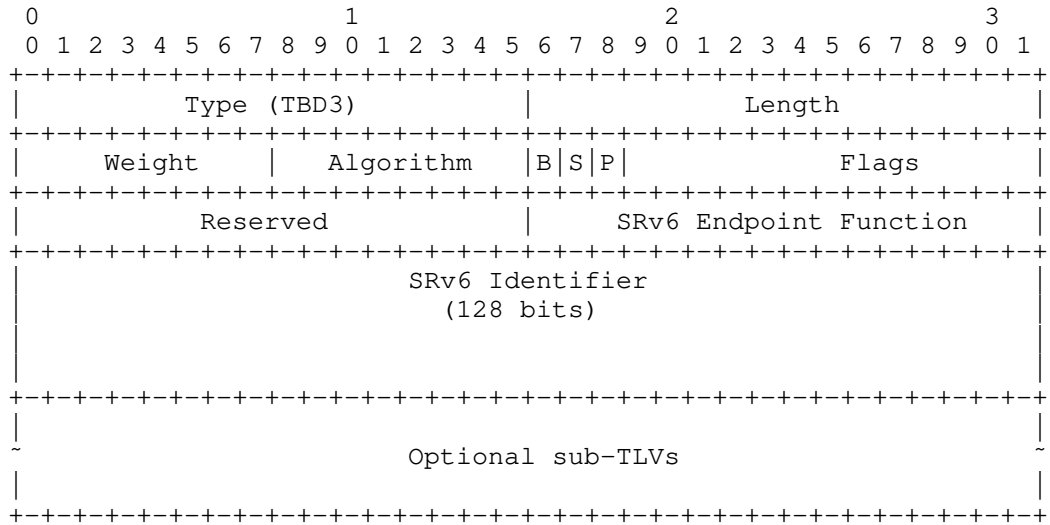 0                   1                   2                   3
 0 1 2 3 4 5 6 7 8 9 0 1 2 3 4 5 6 7 8 9 0 1 2 3 4 5 6 7 8 9 0 1
+-+-+-+-+-+-+-+-+-+-+-+-+-+-+-+-+-+-+-+-+-+-+-+-+-+-+-+-+-+-+-+-+
|          Type (TBD3)          |             Length            |
+-+-+-+-+-+-+-+-+-+-+-+-+-+-+-+-+-+-+-+-+-+-+-+-+-+-+-+-+-+-+-+-+
|     Weight    |   Algorithm   |B|S|P|             Flags       |
+-+-+-+-+-+-+-+-+-+-+-+-+-+-+-+-+-+-+-+-+-+-+-+-+-+-+-+-+-+-+-+-+
|           Reserved            |     SRv6 Endpoint Function    |
+-+-+-+-+-+-+-+-+-+-+-+-+-+-+-+-+-+-+-+-+-+-+-+-+-+-+-+-+-+-+-+-+
|                        SRv6 Identifier                        |
|                          (128 bits)                           |
|                                                               |
|                                                               |
+-+-+-+-+-+-+-+-+-+-+-+-+-+-+-+-+-+-+-+-+-+-+-+-+-+-+-+-+-+-+-+-+
|                                                               |
~                        Optional sub-TLVs                      ~
|                                                               |
+-+-+-+-+-+-+-+-+-+-+-+-+-+-+-+-+-+-+-+-+-+-+-+-+-+-+-+-+-+-+-+-+